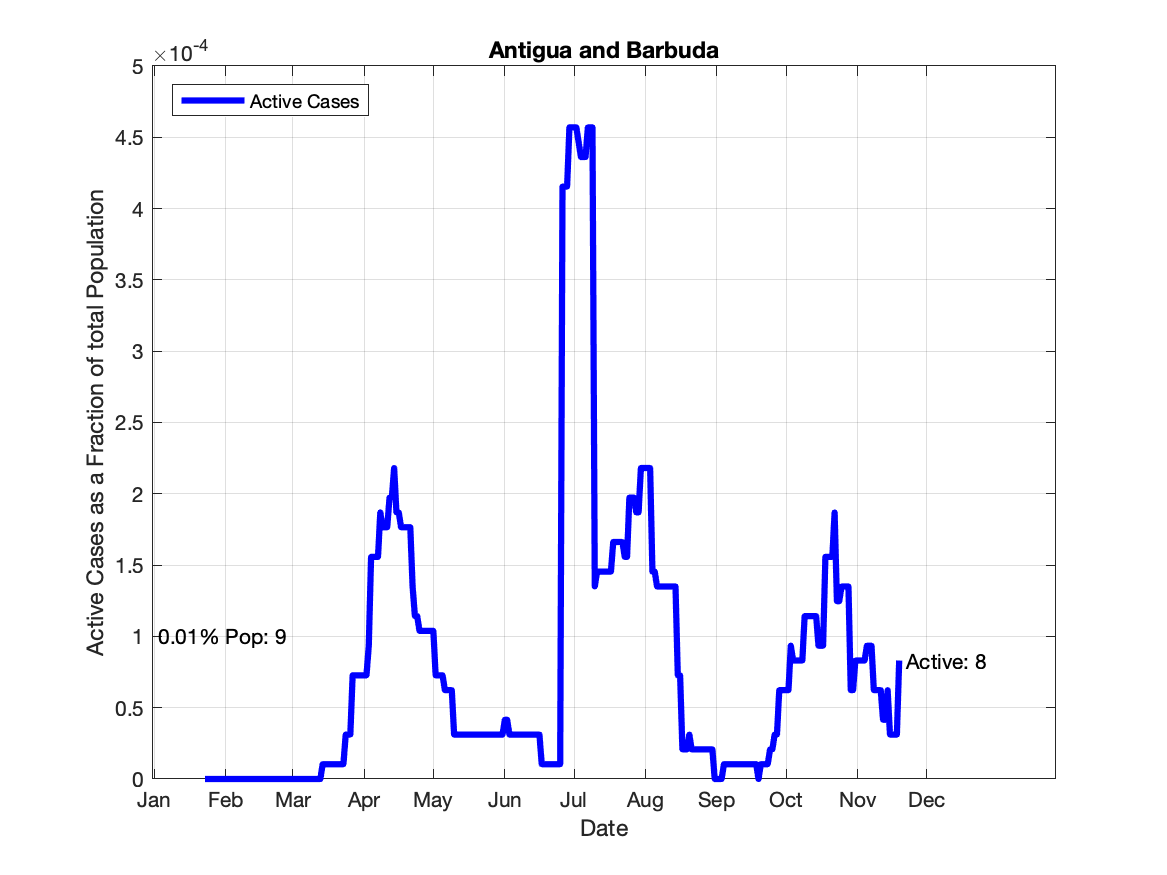 ×10-4
Antigua and Barbuda
Active Cases
5
4.5
4
3.5
3
2.5
2
1.5
1
0.5
0
Active Cases as a Fraction of total Population
0.01% Pop: 9
Active: 8
Jan Feb Mar Apr May Jun Jul Aug Sep Oct Nov Dec
Date